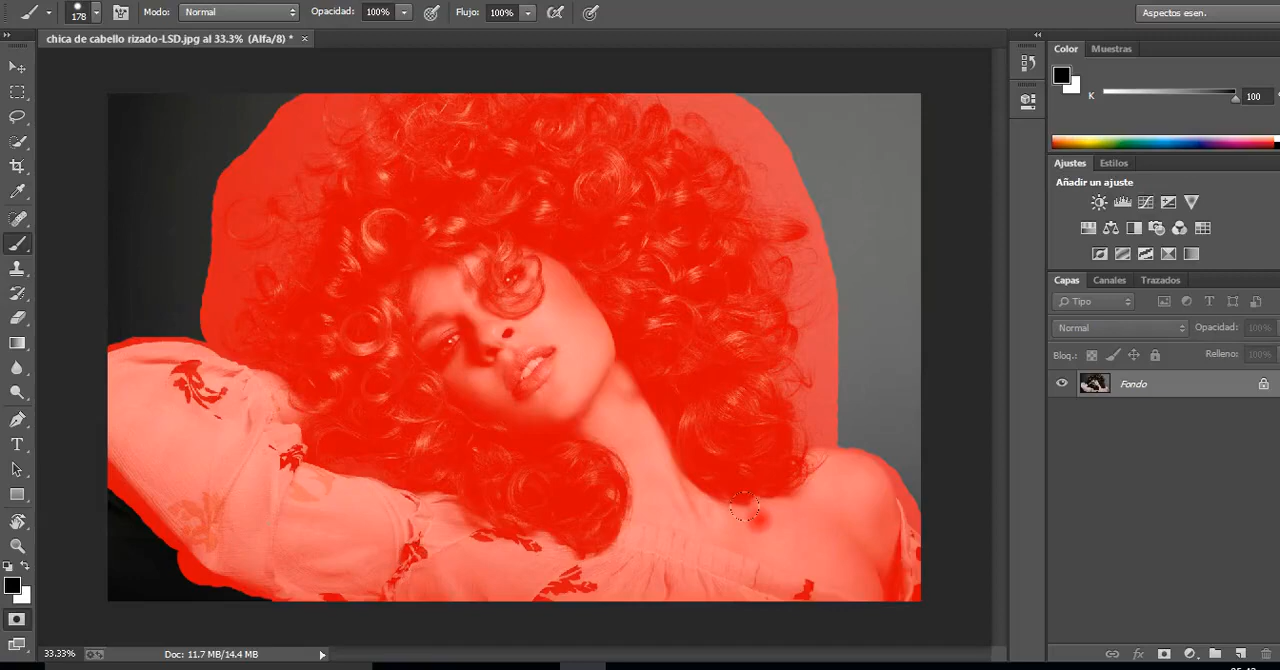 178 Modo: Normal Opacidad: 100% Flujo: 100% Aspectos esen.
chica de cabello rizado-LSD.jpg al 33.3% (Alfa/8) * ×
Color Muestras
K 100
Ajustes Estilos
Añadir un ajuste
Capas Canales Trazados
Tipo
Normal Opacidad: 100%
Bloq.: Relleno: 100%
Fondo
33.33% Doc: 11.7 MB/14.4 MB